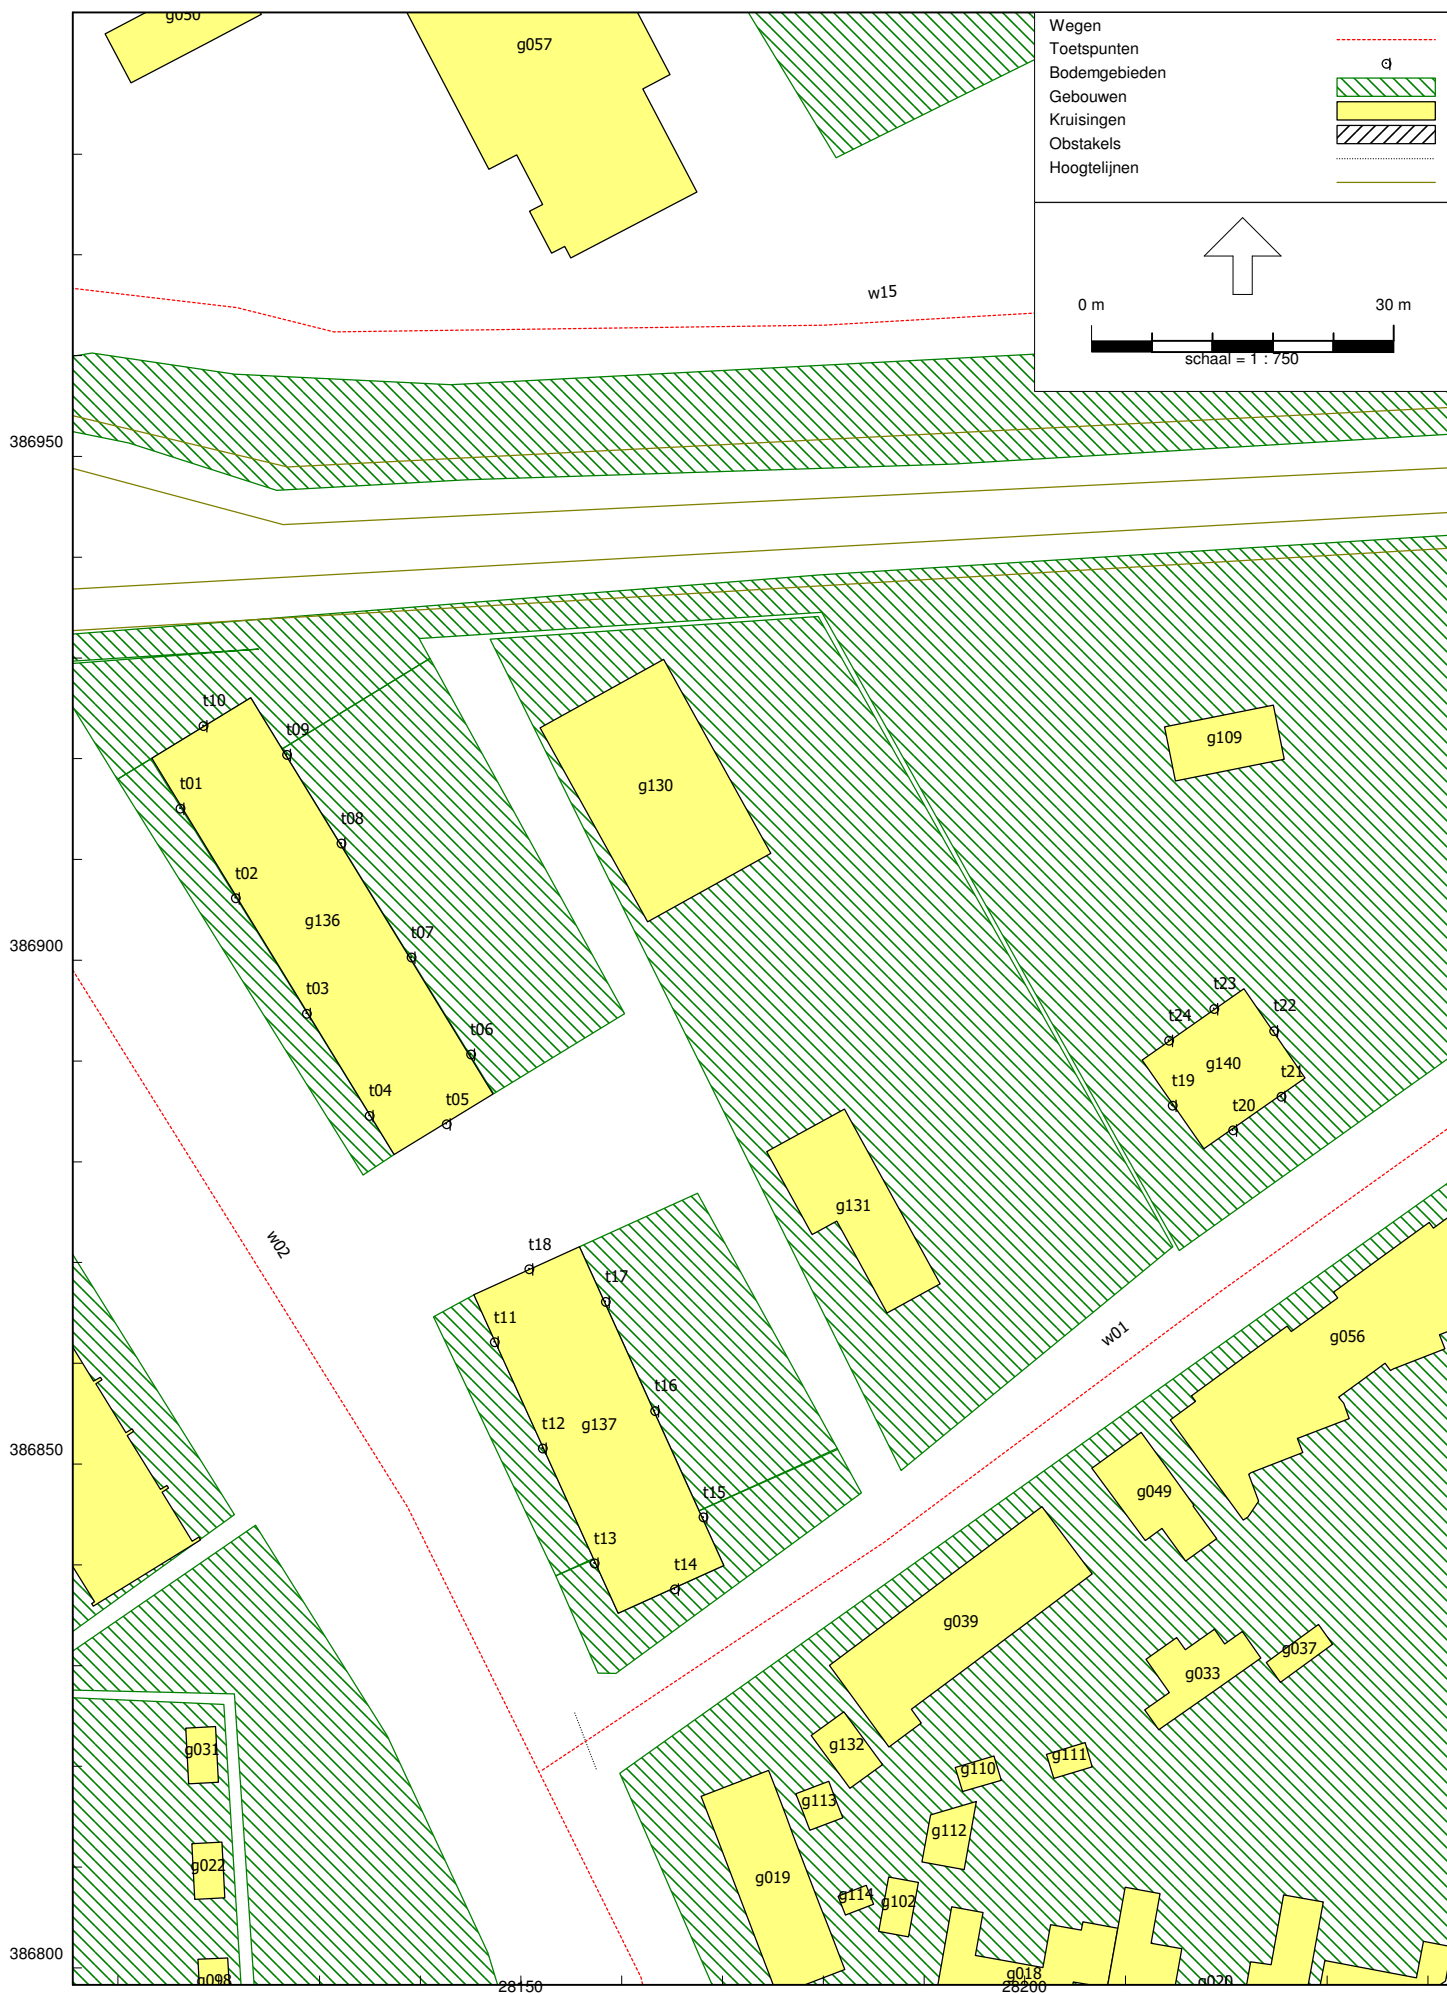 g050
g057
Wegen
Toetspunten
Bodemgebieden
Gebouwen
Kruisingen
Obstakels
Hoogtelijnen
w15
0 m 30 m
schaal = 1 : 750
386950
t10
t09
g109
t01
g130
t08
t02
g136
t07
386900
t03
t23
t24
t22
t06
g140
t04
t05
t19
t21
t20
g131
w02
t18
t17
t11
w01
g056
t16
t12
g137
386850
t15
g049
t13
t14
g039
g037
g033
g031
g132
g111
g110
g113
g112
g022
g019
g114
g102
386800
g098
g018
g020
28150
28200